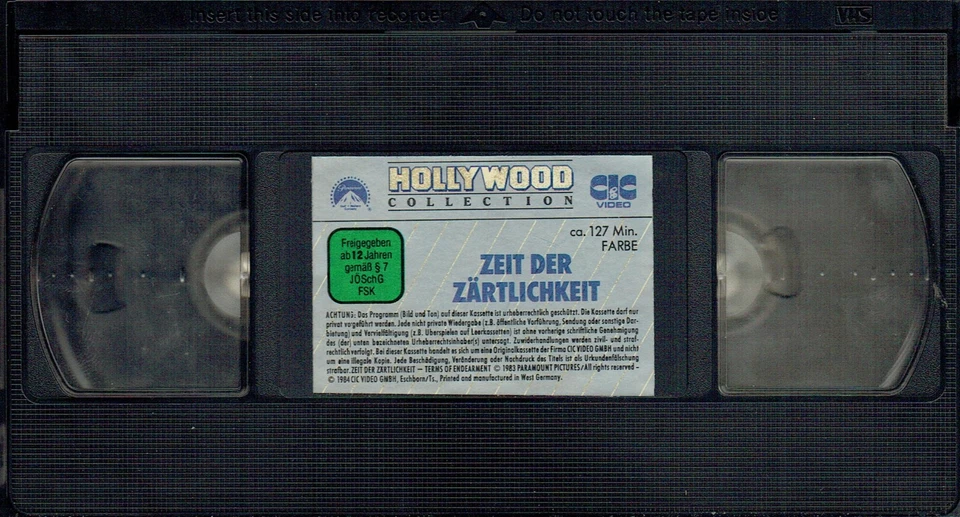 Insert this side into recorder Do not touch the tape inside VHS
Paramount
HOLLYWOOD
COLLECTION
CIC
VIDEO
ca. 127 Min.
FARBE
Freigegeben
ab 12 Jahren
gemäß § 7
JÖSchG
FSK
ZEIT DER
ZÄRTLICHKEIT
ACHTUNG: Das Programm (Bild und Ton) auf dieser Kassette ist urheberrechtlich geschützt. Die Kassette darf nur
privat vorgeführt werden. Jede nicht private Wiedergabe (z.B. öffentliche Vorführung, Sendung oder sonstige Dar-
bietung) und Vervielfältigung (z.B. Überspielen auf Leerkassetten) ist ohne vorherige schriftliche Genehmigung
des (der) unten bezeichneten Urheberrechtsinhaber(s) untersagt. Zuwiderhandlungen werden zivil- und straf-
rechtlich verfolgt. Bei dieser Kassette handelt es sich um eine Originalkassette der Firma CIC VIDEO GMBH und nicht
um eine illegale Kopie. Jede Beschädigung, Veränderung oder Nachdruck des Titels ist als Urkundenfälschung
strafbar. ZEIT DER ZÄRTLICHKEIT – TERMS OF ENDEARMENT © 1983 PARAMOUNT PICTURES/All rights reserved –
© 1984 CIC VIDEO GMBH, Eschborn/Ts., Printed and manufactured in West Germany.